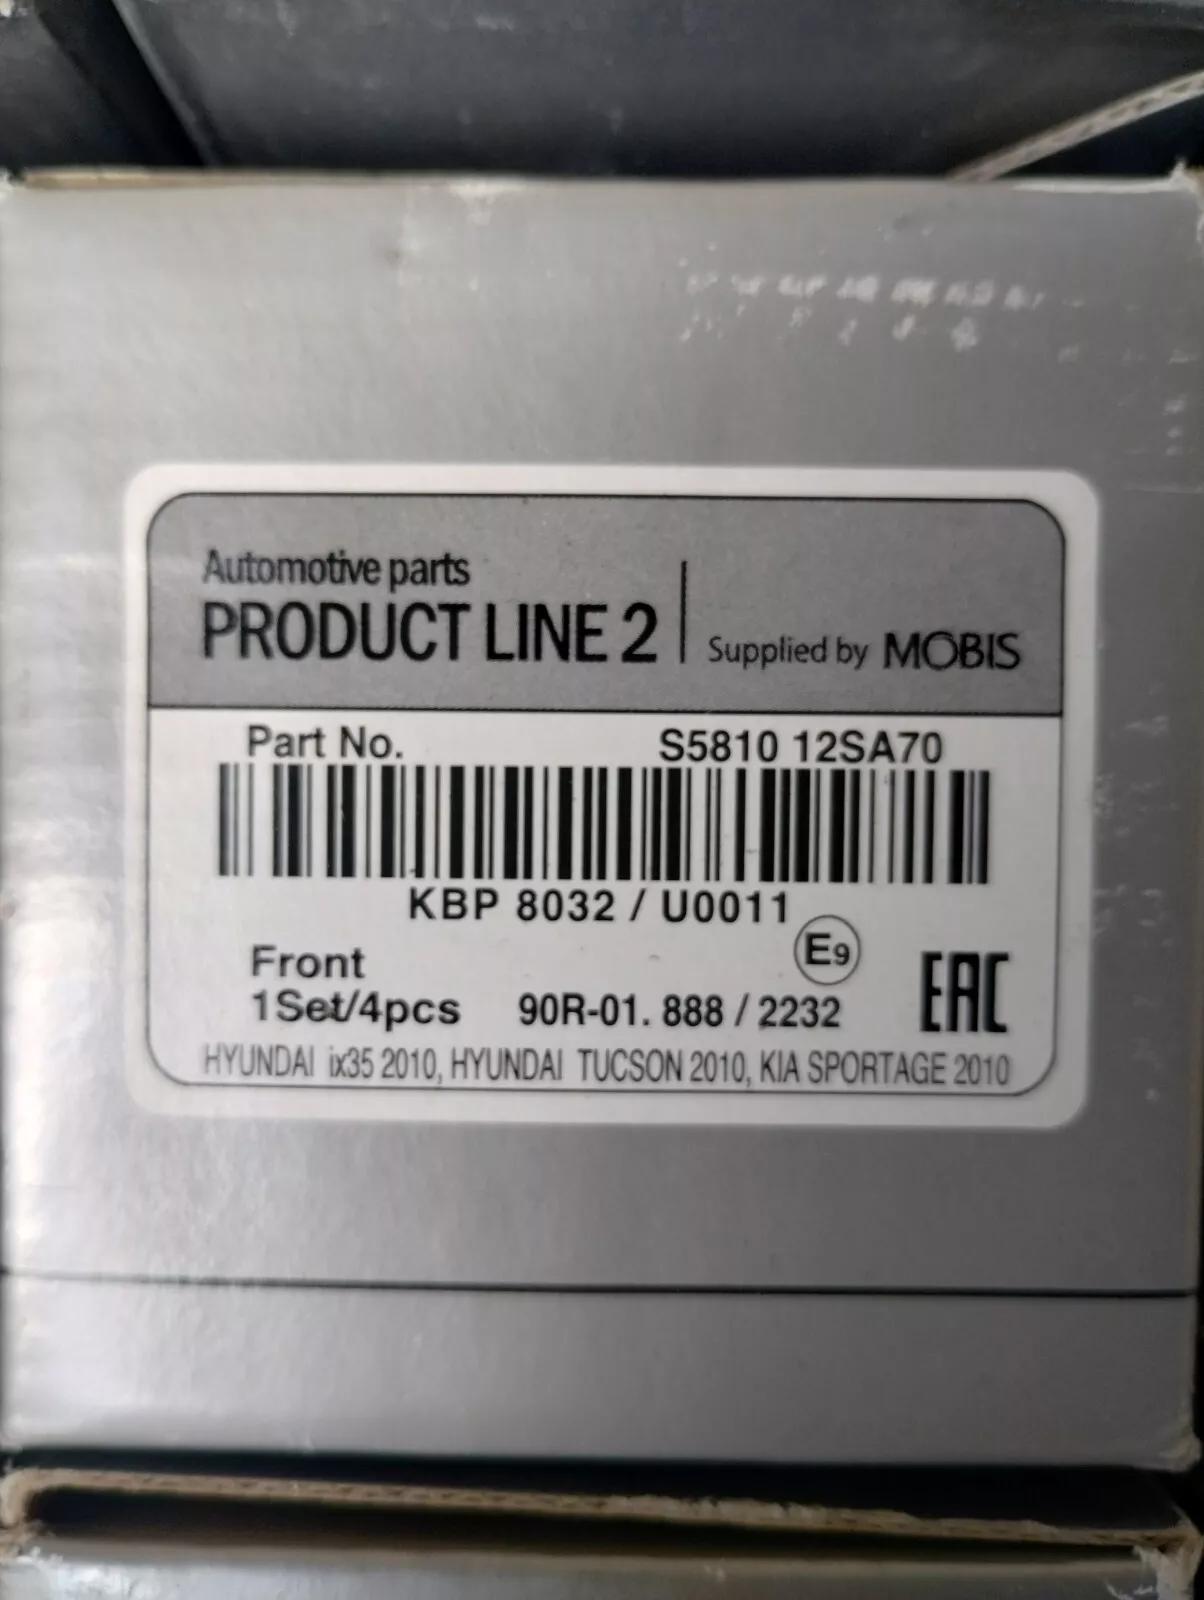 Automotive parts
PRODUCT LINE 2
Supplied by MOBIS
Part No. S5810 12SA70
KBP 8032 / U0011
Front
E9
1Set/4pcs 90R-01. 888 / 2232
EAC
HYUNDAI ix35 2010, HYUNDAI TUCSON 2010, KIA SPORTAGE 2010